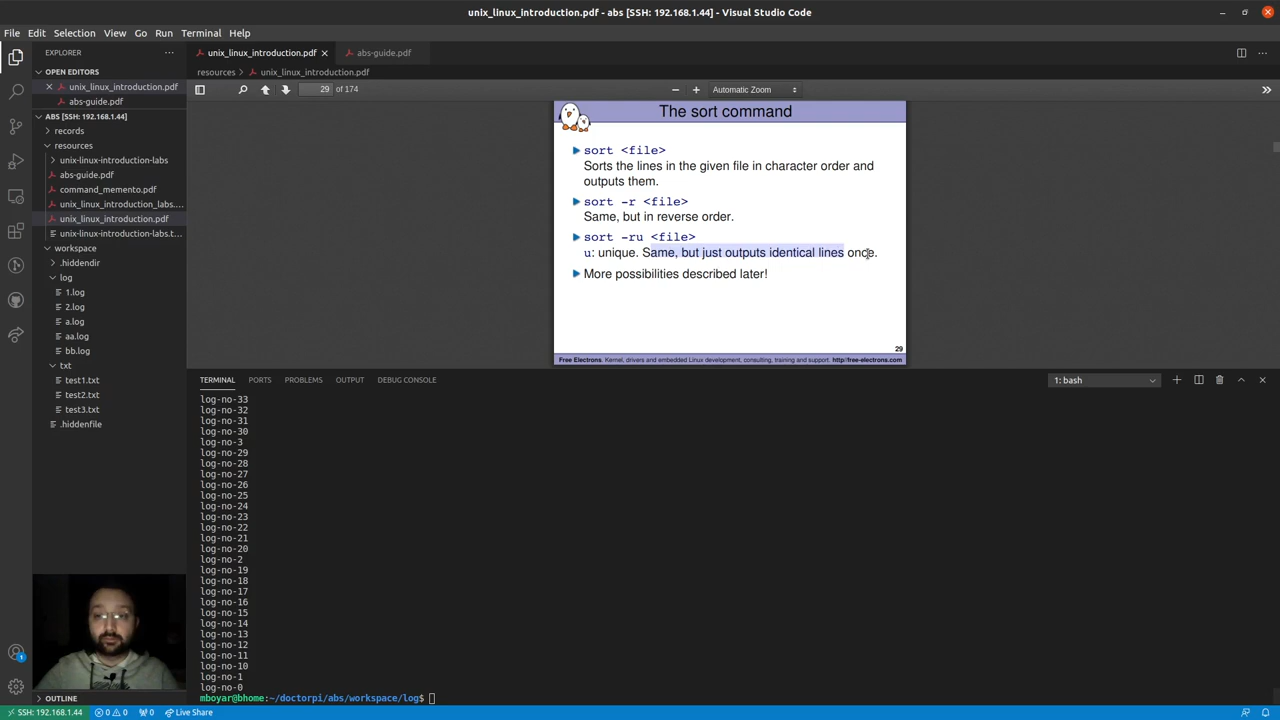 unix_linux_introduction.pdf - abs [SSH: 192.168.1.44] - Visual Studio Code
File Edit Selection View Go Run Terminal Help
EXPLORER
OPEN EDITORS
unix_linux_introduction.pdf
abs-guide.pdf
ABS [SSH: 192.168.1.44]
records
resources
unix-linux-introduction-labs
abs-guide.pdf
command_memento.pdf
unix_linux_introduction_labs....
unix_linux_introduction.pdf
unix-linux-introduction-labs.t...
workspace
.hiddendir
log
1.log
2.log
a.log
aa.log
bb.log
txt
test1.txt
test2.txt
test3.txt
.hiddenfile
OUTLINE
unix_linux_introduction.pdf abs-guide.pdf
resources > unix_linux_introduction.pdf
29 of 174 Automatic Zoom
The sort command
sort <file>
Sorts the lines in the given file in character order and
outputs them.
sort -r <file>
Same, but in reverse order.
sort -ru <file>
u: unique. Same, but just outputs identical lines once.
More possibilities described later!
29
Free Electrons. Kernel, drivers and embedded Linux development, consulting, training and support. http//free-electrons.com
TERMINAL PORTS PROBLEMS OUTPUT DEBUG CONSOLE 1: bash
log-no-33
log-no-32
log-no-31
log-no-30
log-no-3
log-no-29
log-no-28
log-no-27
log-no-26
log-no-25
log-no-24
log-no-23
log-no-22
log-no-21
log-no-20
log-no-2
log-no-19
log-no-18
log-no-17
log-no-16
log-no-15
log-no-14
log-no-13
log-no-12
log-no-11
log-no-10
log-no-1
log-no-0
mboyar@bhome:~/doctorpi/abs/workspace/log$
1
SSH: 192.168.1.44 0 0 0 Live Share